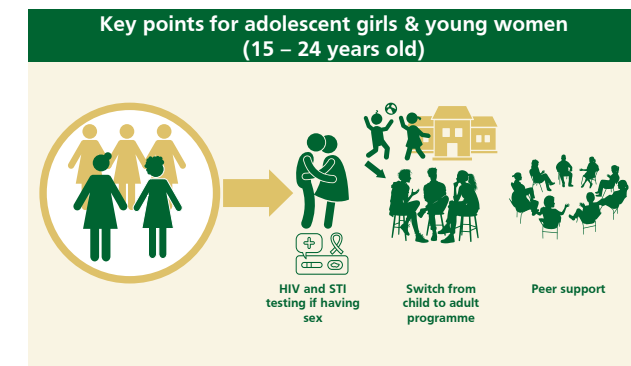 Key points for adolescent girls & young women
(15 – 24 years old)
HIV and STI
testing if having
sex
Switch from
child to adult
programme
Peer support